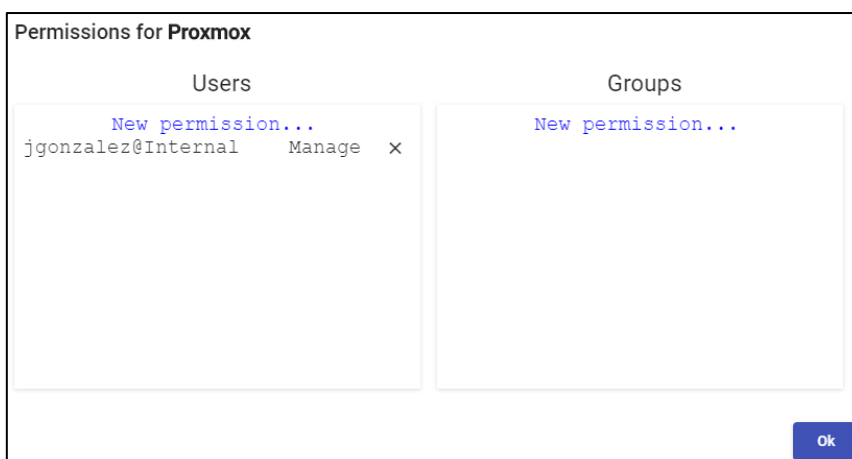 Permissions for Proxmox
Users
Groups
New permission...
jgonzalez@Internal Manage ×
New permission...
Ok